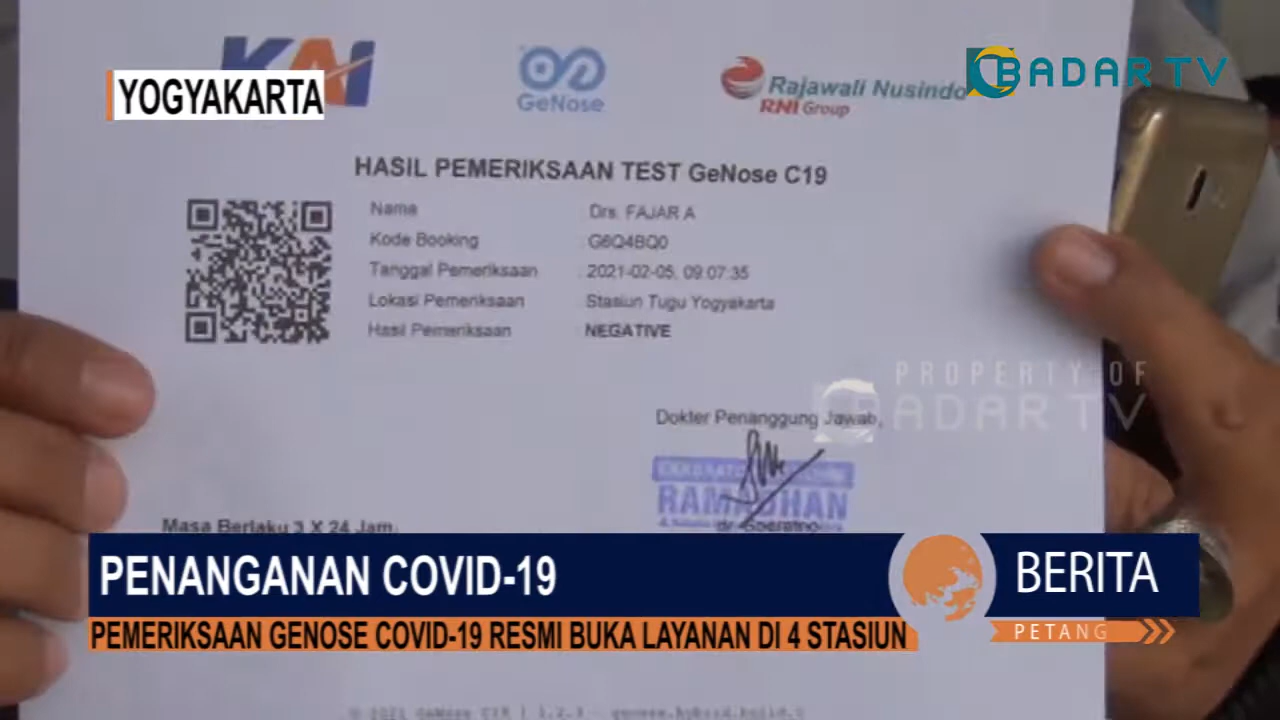 KAI
GeNose
Rajawali Nusindo
RNI Group
BADAR TV
YOGYAKARTA
HASIL PEMERIKSAAN TEST GeNose C19
Nama : Drs. FAJAR A
Kode Booking : G6Q4BQ0
Tanggal Pemeriksaan : 2021-02-05, 09:07:35
Lokasi Pemeriksaan : Stasiun Tugu Yogyakarta
Hasil Pemeriksaan : NEGATIVE
PROPERTY OF
BADAR TV
Dokter Penanggung Jawab,
RAMADHAN
Masa Berlaku 3 X 24 Jam.
PENANGANAN COVID-19
BERITA
PETANG
PEMERIKSAAN GENOSE COVID-19 RESMI BUKA LAYANAN DI 4 STASIUN